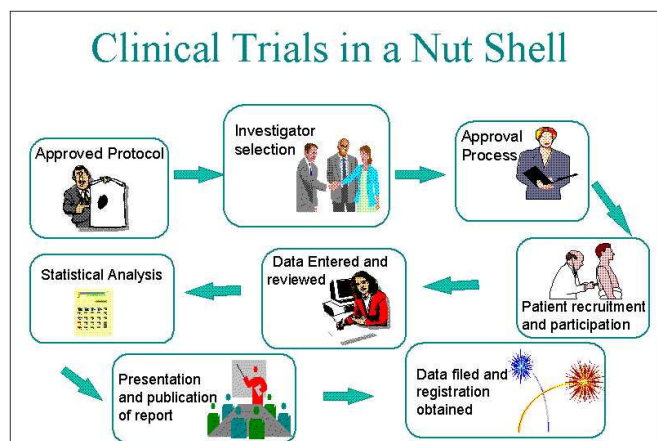 Clinical Trials in a Nut Shell
Approved Protocol
Investigator
selection
Approval
Process
Patient recruitment
and participation
Data Entered and
reviewed
Statistical Analysis
Presentation
and publication
of report
Data filed and
registration
obtained